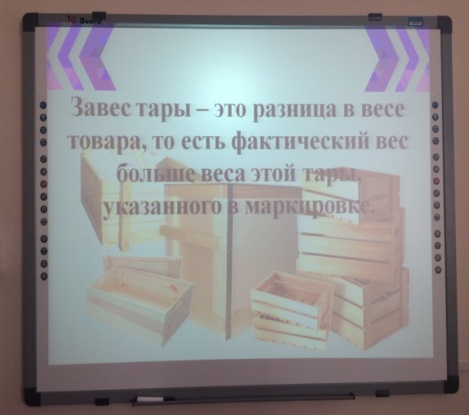 Завес тары – это разница в весе
товара, то есть фактический вес
больше веса этой тары,
указанного в маркировке.